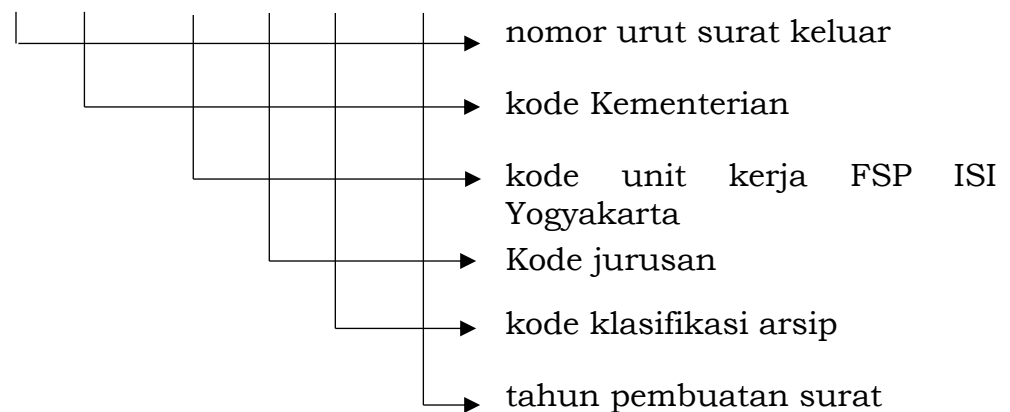 nomor urut surat keluar
kode Kementerian
kode unit kerja FSP ISI
Yogyakarta
Kode jurusan
kode klasifikasi arsip
tahun pembuatan surat